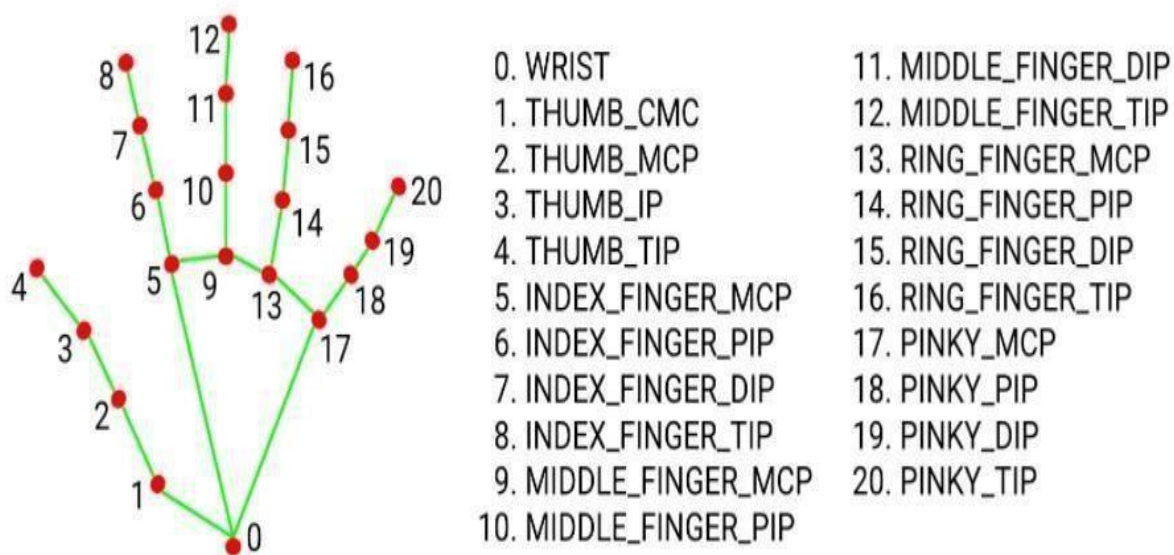 12
8
16
11
7
15
10
20
6
14
19
4
5
9
13
18
3
17
2
1
0
0. WRIST
1. THUMB_CMC
2. THUMB_MCP
3. THUMB_IP
4. THUMB_TIP
5. INDEX_FINGER_MCP
6. INDEX_FINGER_PIP
7. INDEX_FINGER_DIP
8. INDEX_FINGER_TIP
9. MIDDLE_FINGER_MCP
10. MIDDLE_FINGER_PIP
11. MIDDLE_FINGER_DIP
12. MIDDLE_FINGER_TIP
13. RING_FINGER_MCP
14. RING_FINGER_PIP
15. RING_FINGER_DIP
16. RING_FINGER_TIP
17. PINKY_MCP
18. PINKY_PIP
19. PINKY_DIP
20. PINKY_TIP